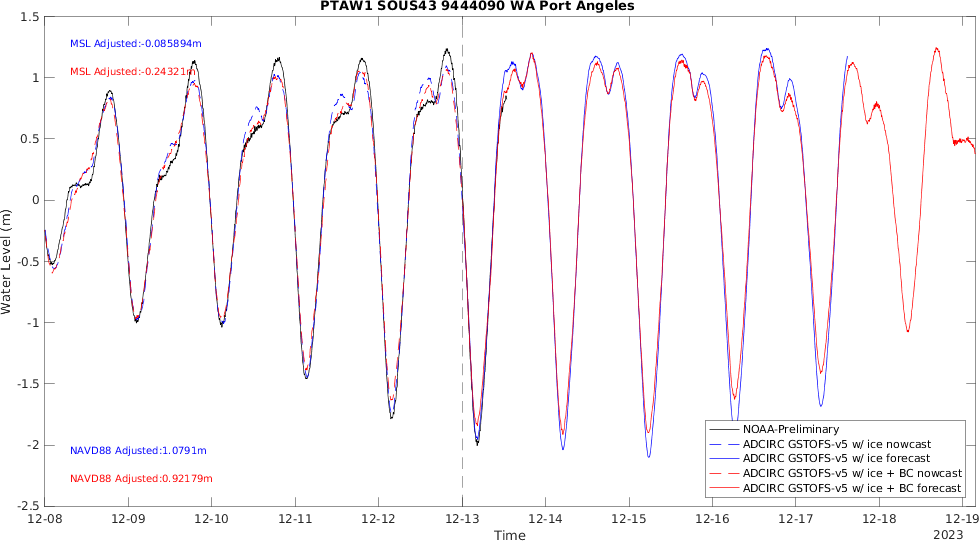 PTAW1 SOUS43 9444090 WA Port Angeles
1.5
1
0.5
0
-0.5
-1
-1.5
-2
-2.5
Water Level (m)
MSL Adjusted:-0.085894m
MSL Adjusted:-0.24321m
NAVD88 Adjusted:1.0791m
NAVD88 Adjusted:0.92179m
NOAA-Preliminary
ADCIRC GSTOFS-v5 w/ ice nowcast
ADCIRC GSTOFS-v5 w/ ice forecast
ADCIRC GSTOFS-v5 w/ ice + BC nowcast
ADCIRC GSTOFS-v5 w/ ice + BC forecast
12-08 12-09 12-10 12-11 12-12 12-13 12-14 12-15 12-16 12-17 12-18 12-19
Time
2023